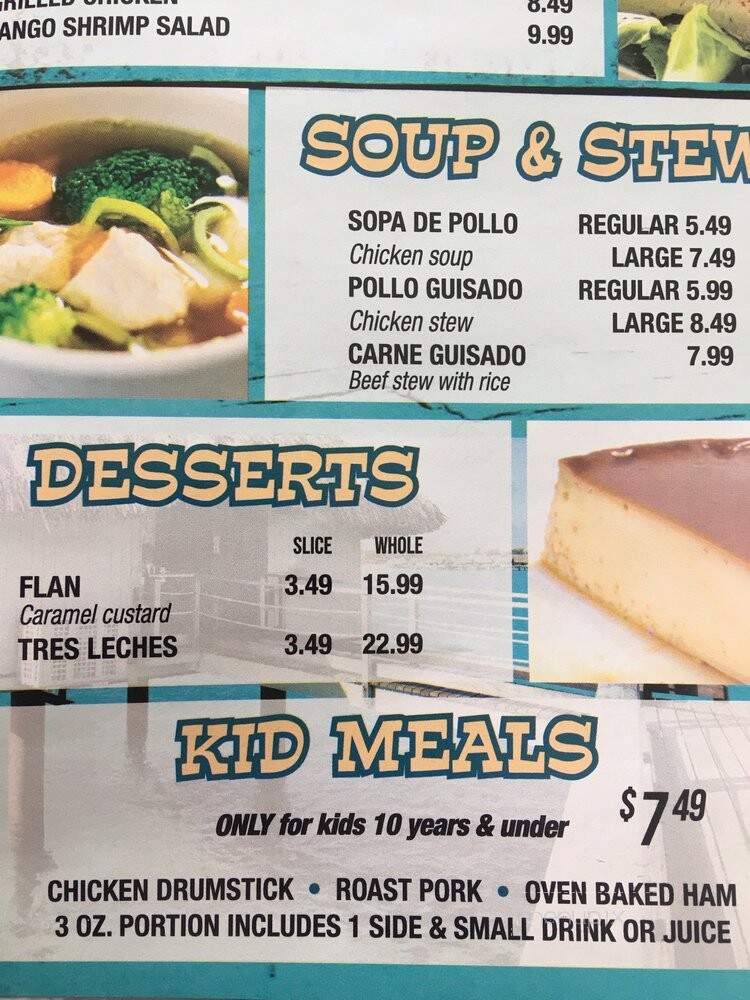 8.49
ANGO SHRIMP SALAD 9.99
SOUP & STEW
SOPA DE POLLO REGULAR 5.49
Chicken soup LARGE 7.49
POLLO GUISADO REGULAR 5.99
Chicken stew LARGE 8.49
CARNE GUISADO 7.99
Beef stew with rice
DESSERTS
SLICE WHOLE
FLAN 3.49 15.99
Caramel custard
TRES LECHES 3.49 22.99
KID MEALS
ONLY for kids 10 years & under $7 49
CHICKEN DRUMSTICK • ROAST PORK • OVEN BAKED HAM
3 OZ. PORTION INCLUDES 1 SIDE & SMALL DRINK OR JUICE